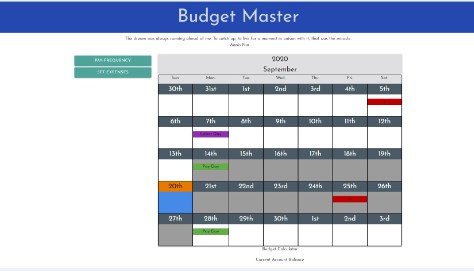 Budget Master
The dream was always running ahead of me. To catch up, to live for a moment in unison with it, that was the miracle.
Anaïs Nin
PAY FREQUENCY
SET EXPENSES
2020
September
Sun Mon Tue Wed Thu Fri Sat
30th 31st 1st 2nd 3rd 4th 5th
6th 7th 8th 9th 10th 11th 12th
Labor Day
13th 14th 15th 16th 17th 18th 19th
Pay Day
20th 21st 22nd 23rd 24th 25th 26th
27th 28th 29th 30th 1st 2nd 3rd
Pay Day
Budget Calculator
Current Account Balance